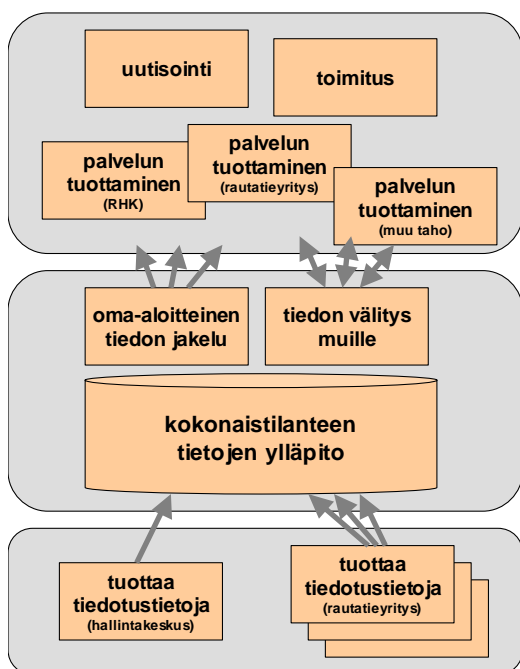 uutisointi
toimitus
palvelun
tuottaminen
(RHK)
palvelun
tuottaminen
(rautatieyritys)
palvelun
tuottaminen
(muu taho)
oma-aloitteinen
tiedon jakelu
tiedon välitys
muille
kokonaistilanteen
tietojen ylläpito
tuottaa
tiedotustietoja
(hallintakeskus)
tuottaa
tiedotustietoja
(rautatieyritys)